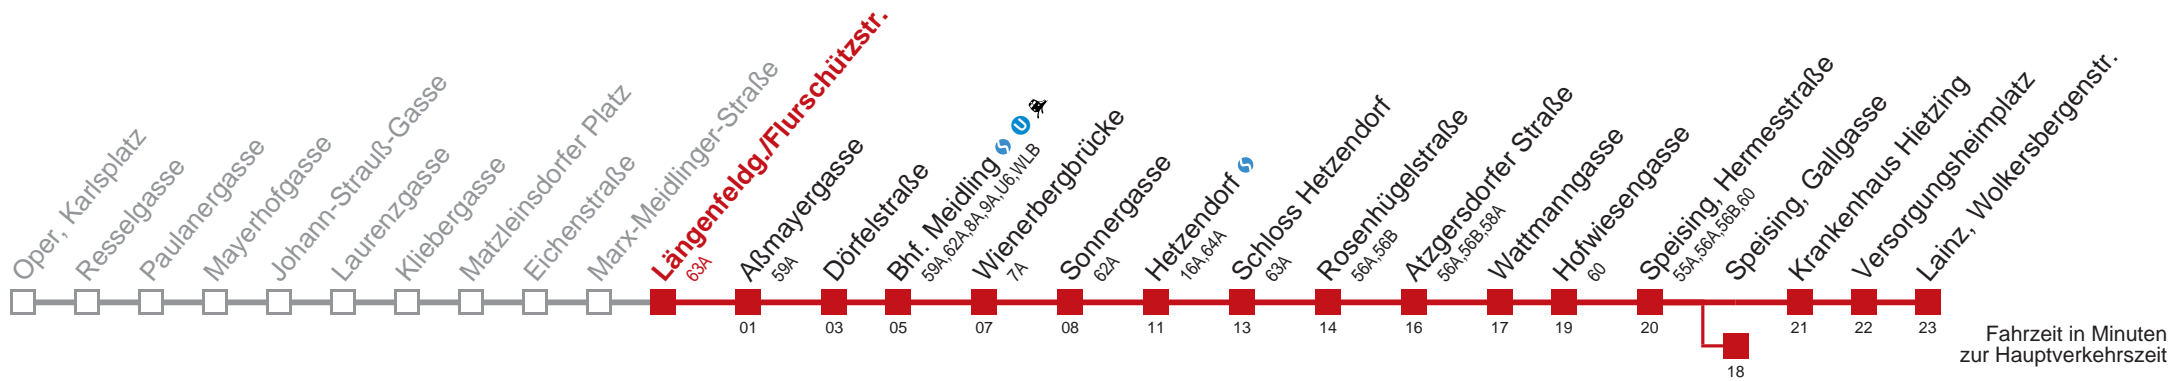 Oper, Karlsplatz
Resselgasse
Paulanergasse
Mayerhofgasse
Johann-Strauß-Gasse
Laurenzgasse
Kliebergasse
Matzleinsdorfer Platz
Eichenstraße
Marx-Meidlinger-Straße
Längenfeldg./Flurschützstr.
63A
Aßmayergasse
59A
Dörfelstraße
Bhf. Meidling
U
59A,62A,8A,9A,U6,WLB
Wienerbergbrücke
7A
Sonnergasse
62A
Hetzendorf
16A,64A
Schloss Hetzendorf
63A
Rosenhügelstraße
56A,56B
Atzgersdorfer Straße
56A,56B,58A
Wattmanngasse
Hofwiesengasse
60
Speising, Hermesstraße
55A,56A,56B,60
Speising, Gallgasse
Krankenhaus Hietzing
Versorgungsheimplatz
Lainz, Wolkersbergenstr.
01 03 05 07 08 11 13 14 16 17 19 20 21 22 23
18
Fahrzeit in Minuten
zur Hauptverkehrszeit